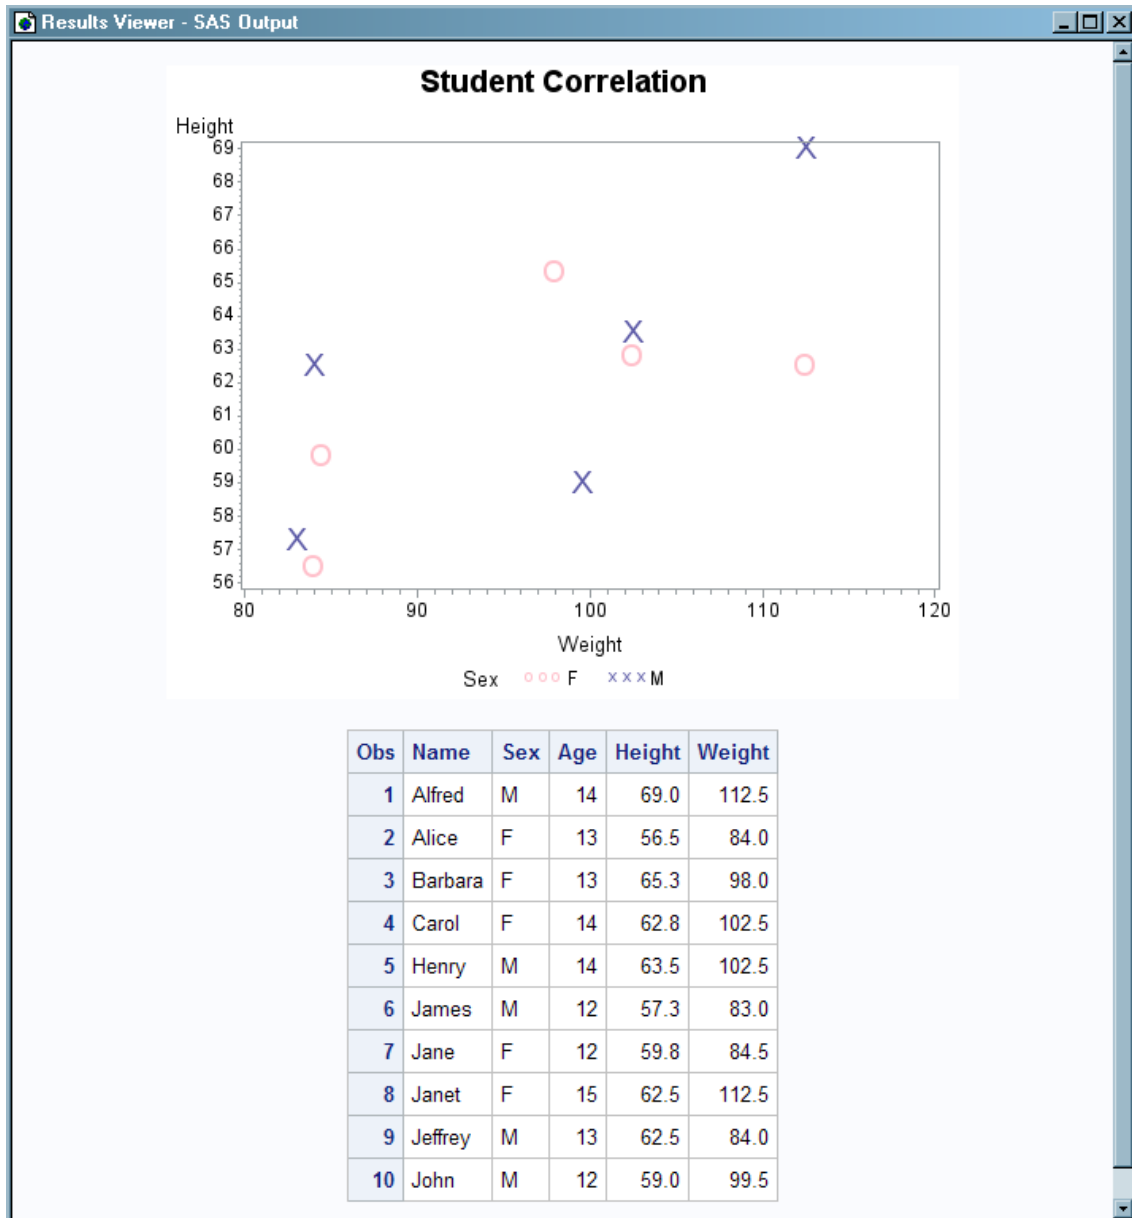 Results Viewer - SAS Output
Student Correlation
Height
69
68
67
66
65
64
63
62
61
60
59
58
57
56
80 90 100 110 120
Weight
Sex ooo F xxx M
Obs Name Sex Age Height Weight
1 Alfred M 14 69.0 112.5
2 Alice F 13 56.5 84.0
3 Barbara F 13 65.3 98.0
4 Carol F 14 62.8 102.5
5 Henry M 14 63.5 102.5
6 James M 12 57.3 83.0
7 Jane F 12 59.8 84.5
8 Janet F 15 62.5 112.5
9 Jeffrey M 13 62.5 84.0
10 John M 12 59.0 99.5